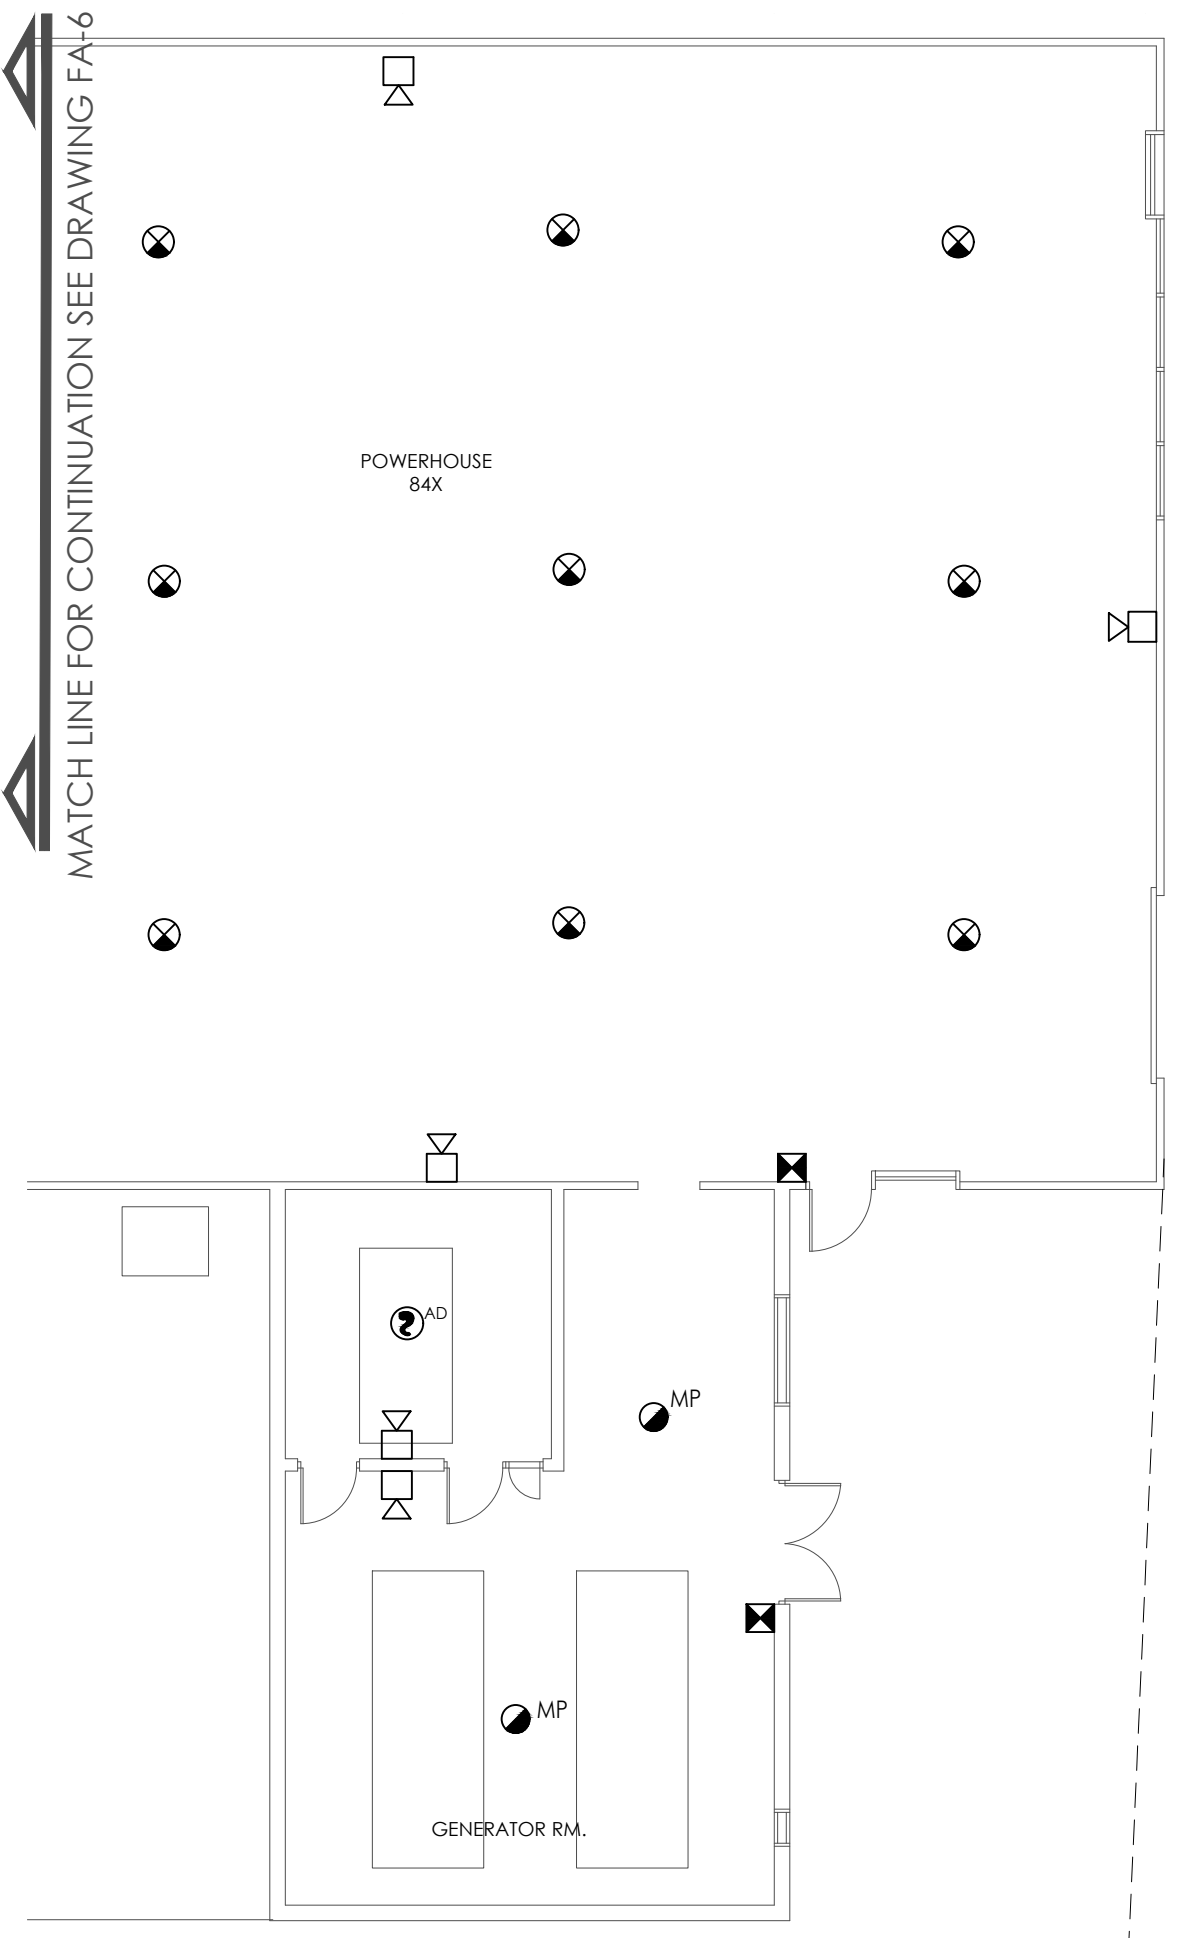 MATCH LINE FOR CONTINUATION SEE DRAWING FA-6
POWERHOUSE
84X
AD
MP
MP
GENERATOR RM.